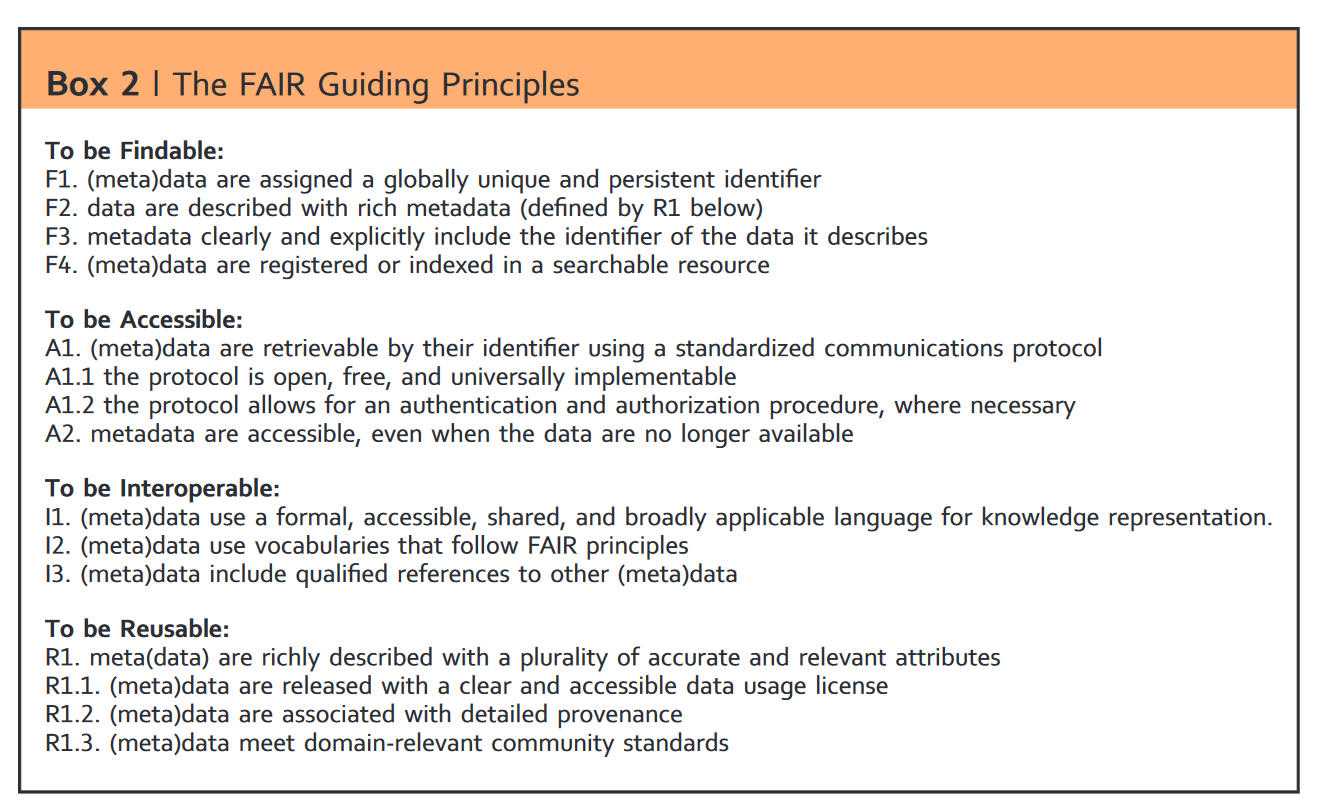 Box 2 | The FAIR Guiding Principles
To be Findable:
F1. (meta)data are assigned a globally unique and persistent identifier
F2. data are described with rich metadata (defined by R1 below)
F3. metadata clearly and explicitly include the identifier of the data it describes
F4. (meta)data are registered or indexed in a searchable resource
To be Accessible:
A1. (meta)data are retrievable by their identifier using a standardized communications protocol
A1.1 the protocol is open, free, and universally implementable
A1.2 the protocol allows for an authentication and authorization procedure, where necessary
A2. metadata are accessible, even when the data are no longer available
To be Interoperable:
I1. (meta)data use a formal, accessible, shared, and broadly applicable language for knowledge representation.
I2. (meta)data use vocabularies that follow FAIR principles
I3. (meta)data include qualified references to other (meta)data
To be Reusable:
R1. meta(data) are richly described with a plurality of accurate and relevant attributes
R1.1. (meta)data are released with a clear and accessible data usage license
R1.2. (meta)data are associated with detailed provenance
R1.3. (meta)data meet domain-relevant community standards